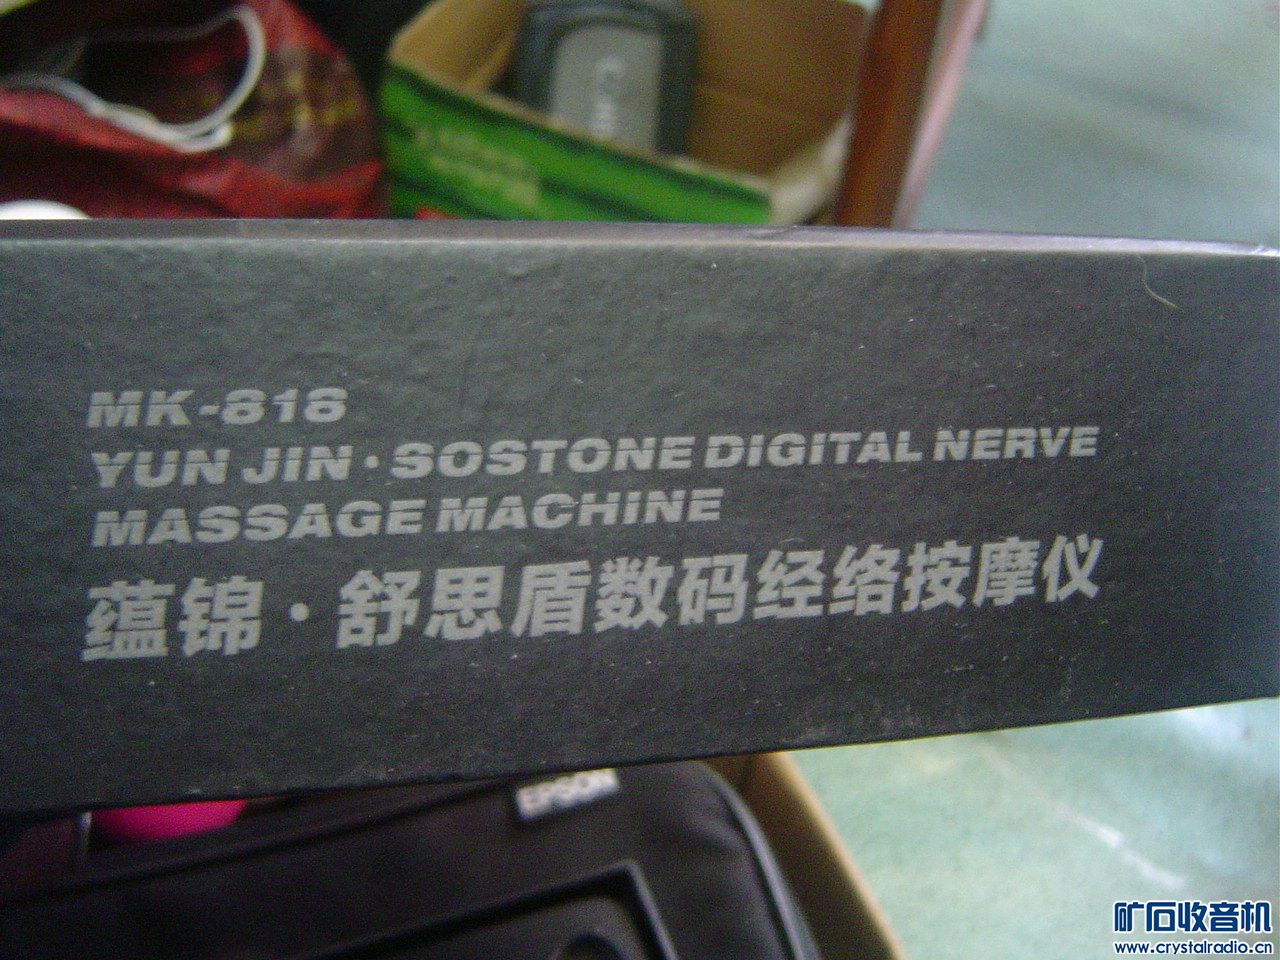 MK-818
YUN JIN·SOSTONE DIGITAL NERVE
MASSAGE MACHINE
蕴锦·舒思盾数码经络按摩仪
EPSON
矿石收音机
www.crystalradio.cn